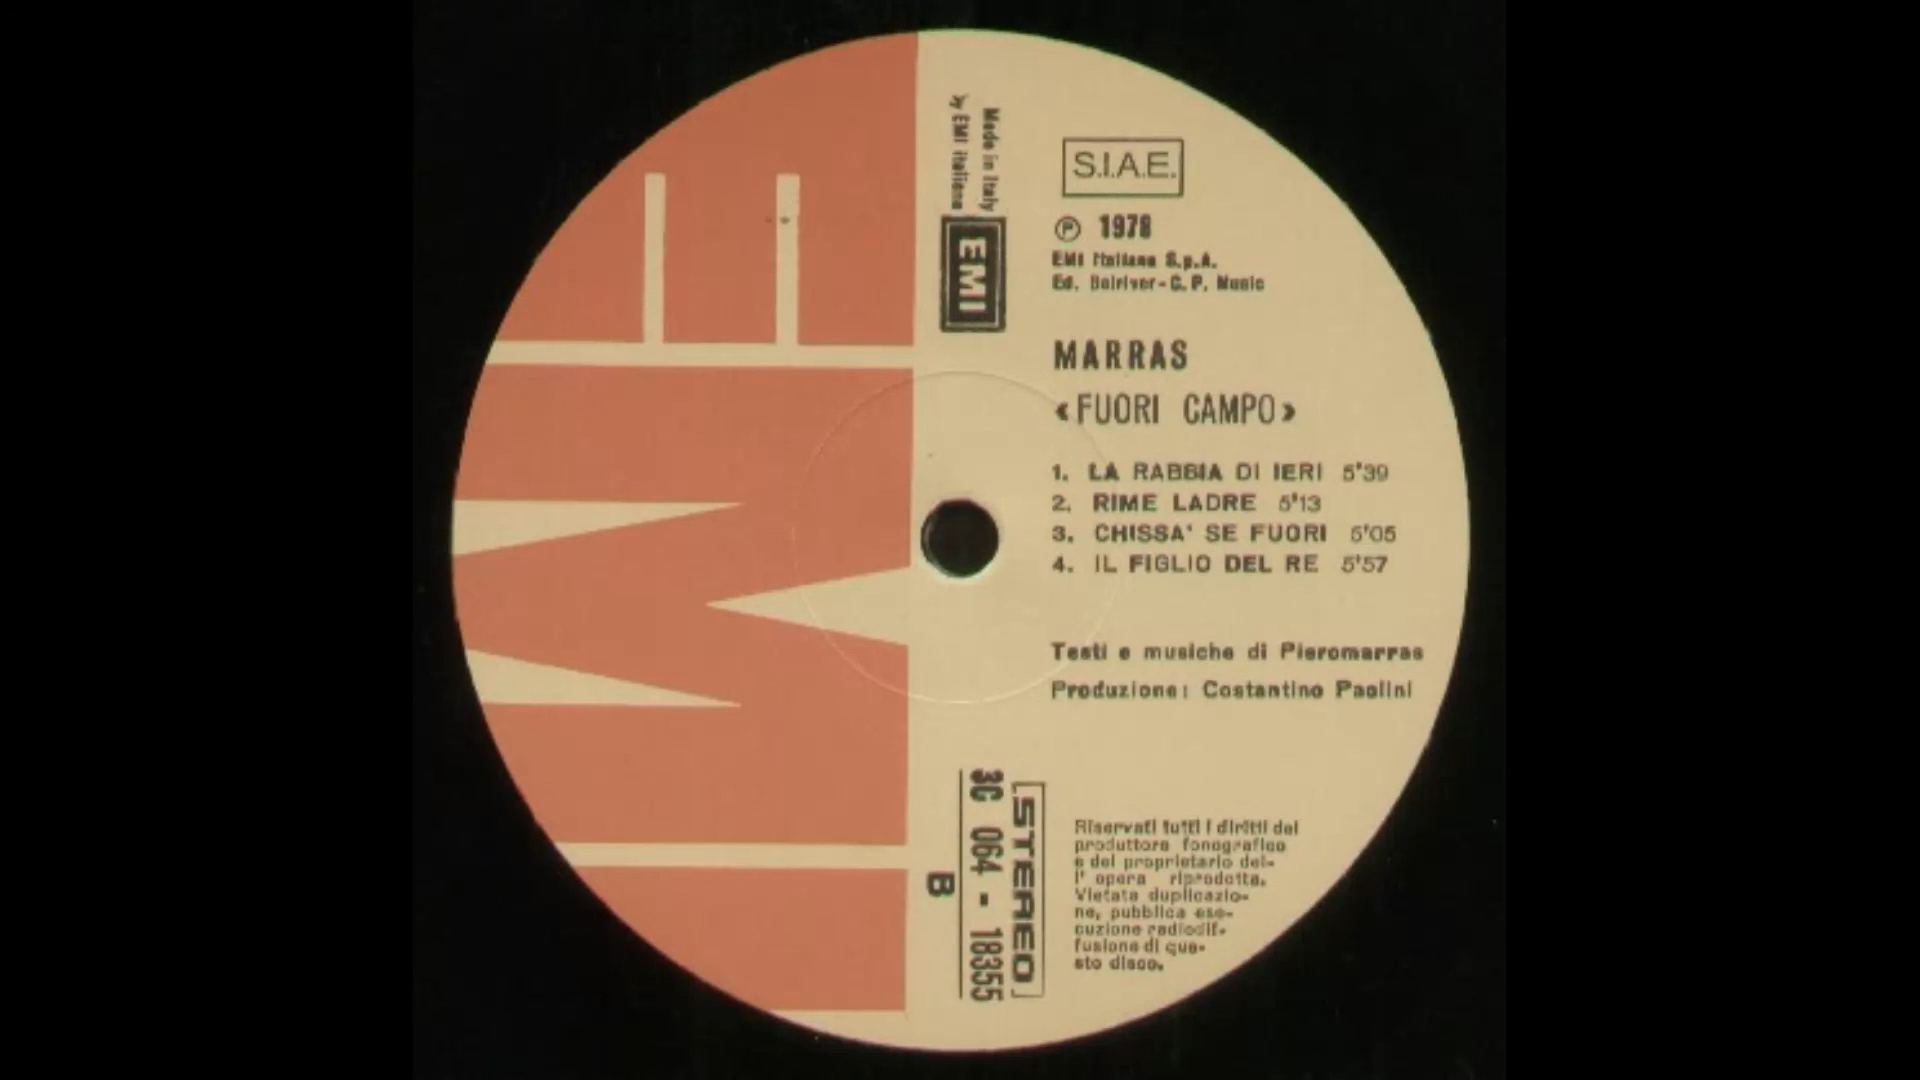 Made in Italy
by EMI Italiana
EMI
S.I.A.E.
℗ 1978
EMI Italiana S.p.A.
Ed. Belriver-C.P. Music
MARRAS
«FUORI CAMPO»
1. LA RABBIA DI IERI 5'39
2. RIME LADRE 5'13
3. CHISSA' SE FUORI 5'05
4. IL FIGLIO DEL RE 5'57
Testi e musiche di Pieromarras
Produzione: Costantino Paolini
STEREO
3C 064 - 18355
B
Riservati tutti i diritti del
produttore fonografico
e del proprietario del-
l'opera riprodotta.
Vietata duplicazio-
ne, pubblica ese-
cuzione radiodif-
fusione di que-
sto disco.
EMI